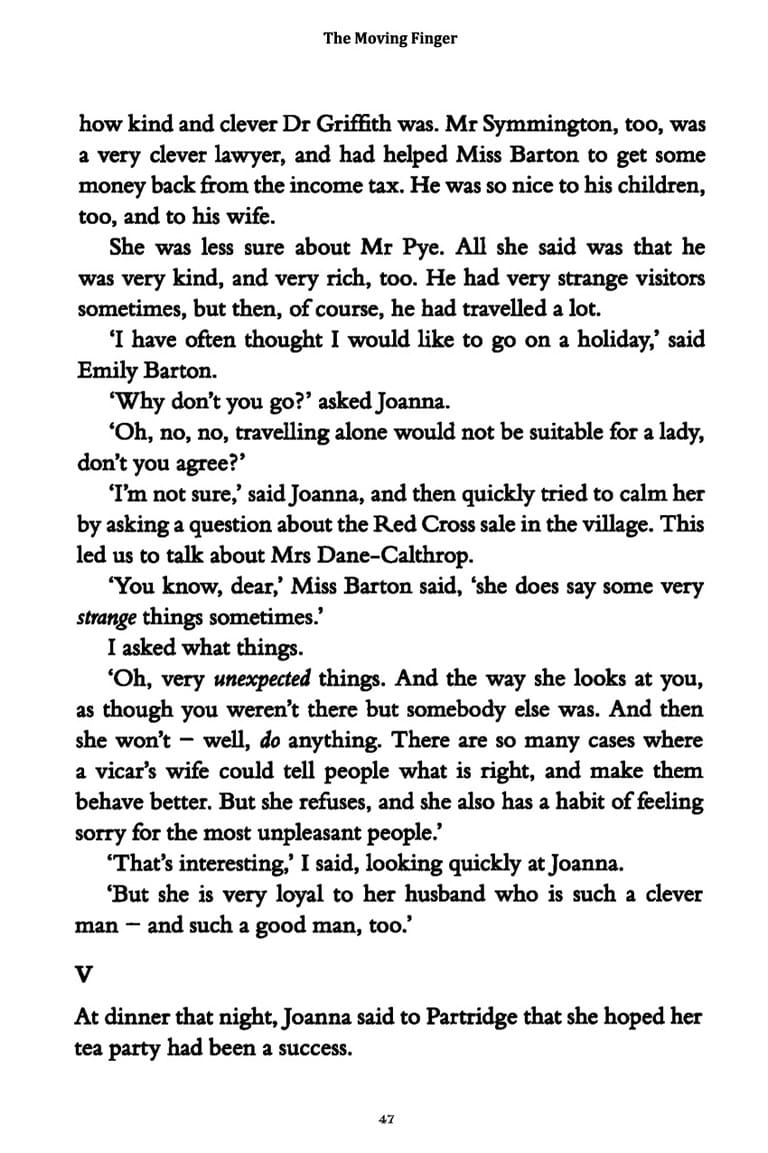 The Moving Finger
how kind and clever Dr Griffith was. Mr Symmington, too, was
a very clever lawyer, and had helped Miss Barton to get some
money back from the income tax. He was so nice to his children,
too, and to his wife.
She was less sure about Mr Pye. All she said was that he
was very kind, and very rich, too. He had very strange visitors
sometimes, but then, of course, he had travelled a lot.
‘I have often thought I would like to go on a holiday,’ said
Emily Barton.
‘Why don’t you go?’ asked Joanna.
‘Oh, no, no, travelling alone would not be suitable for a lady,
don’t you agree?’
‘I’m not sure,’ said Joanna, and then quickly tried to calm her
by asking a question about the Red Cross sale in the village. This
led us to talk about Mrs Dane-Calthrop.
‘You know, dear,’ Miss Barton said, ‘she does say some very
strange things sometimes.’
I asked what things.
‘Oh, very unexpected things. And the way she looks at you,
as though you weren’t there but somebody else was. And then
she won’t – well, do anything. There are so many cases where
a vicar’s wife could tell people what is right, and make them
behave better. But she refuses, and she also has a habit of feeling
sorry for the most unpleasant people.’
‘That’s interesting,’ I said, looking quickly at Joanna.
‘But she is very loyal to her husband who is such a clever
man – and such a good man, too.’
V
At dinner that night, Joanna said to Partridge that she hoped her
tea party had been a success.
47